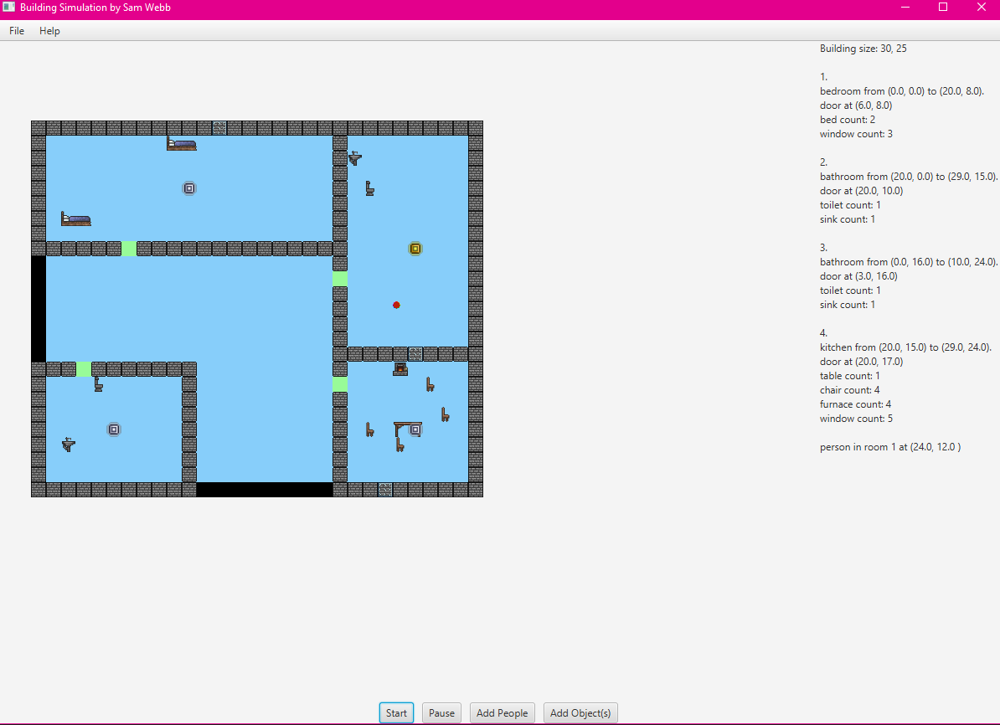 Building Simulation by Sam Webb
File Help
Building size: 30, 25
1.
bedroom from (0.0, 0.0) to (20.0, 8.0).
door at (6.0, 8.0)
bed count: 2
window count: 3
2.
bathroom from (20.0, 0.0) to (29.0, 15.0).
door at (20.0, 10.0)
toilet count: 1
sink count: 1
3.
bathroom from (0.0, 16.0) to (10.0, 24.0).
door at (3.0, 16.0)
toilet count: 1
sink count: 1
4.
kitchen from (20.0, 15.0) to (29.0, 24.0).
door at (20.0, 17.0)
table count: 1
chair count: 4
furnace count: 4
window count: 5
person in room 1 at (24.0, 12.0 )
Start Pause Add People Add Object(s)